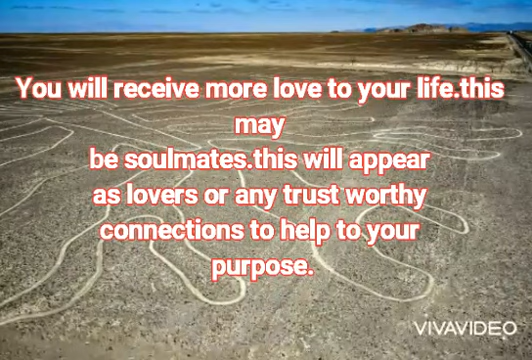 You will receive more love to your life.this
may
be soulmates.this will appear
as lovers or any trust worthy
connections to help to your
purpose.
VIVAVIDEO